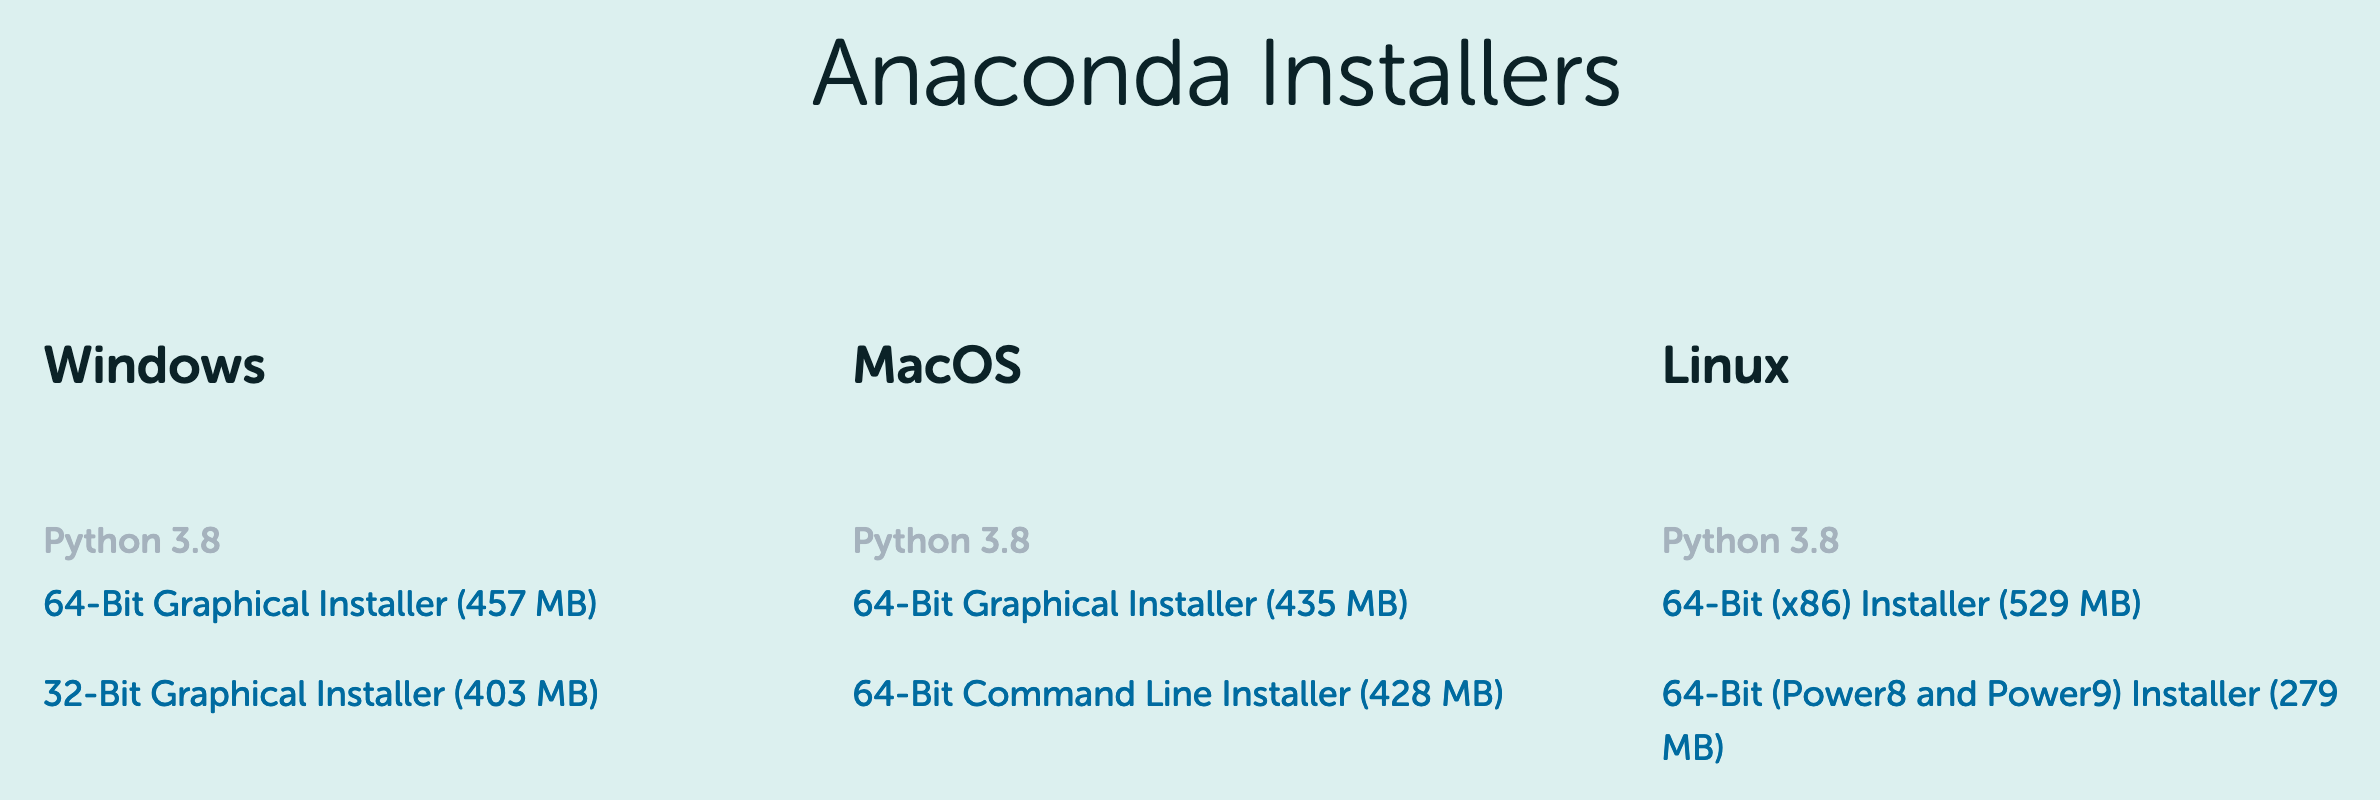 Anaconda Installers
Windows
Python 3.8
64-Bit Graphical Installer (457 MB)
32-Bit Graphical Installer (403 MB)
MacOS
Python 3.8
64-Bit Graphical Installer (435 MB)
64-Bit Command Line Installer (428 MB)
Linux
Python 3.8
64-Bit (x86) Installer (529 MB)
64-Bit (Power8 and Power9) Installer (279
MB)